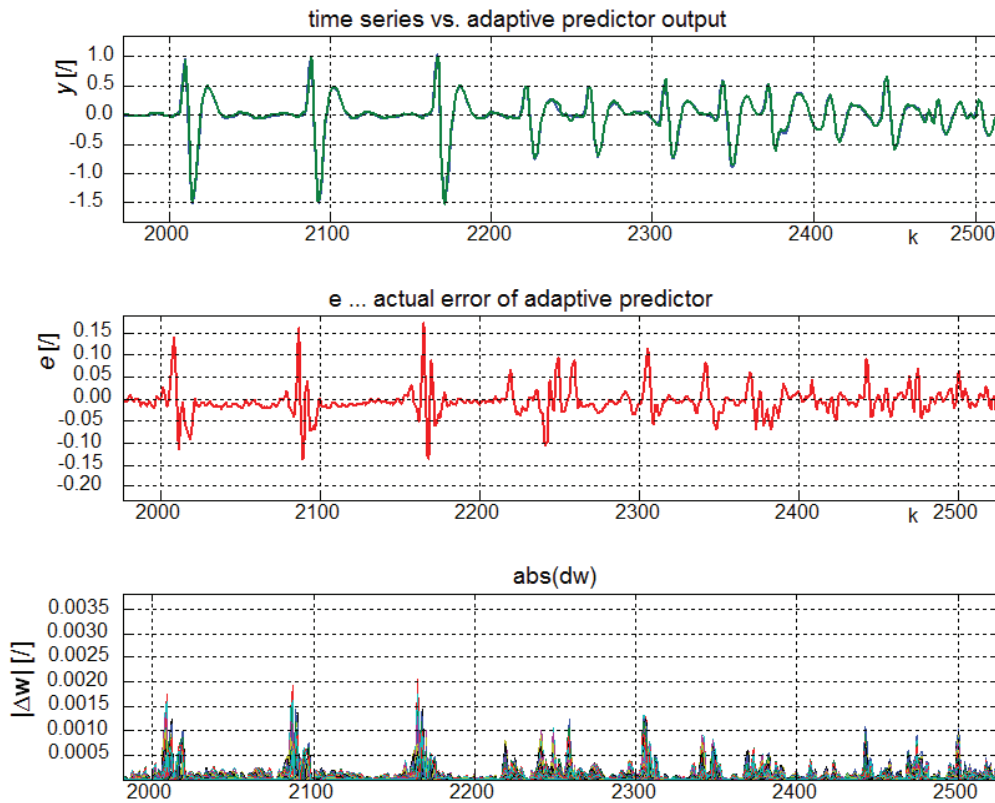 time series vs. adaptive predictor output
y [/]
1.0
0.5
0.0
-0.5
-1.0
-1.5
2000 2100 2200 2300 2400 2500
k
e ... actual error of adaptive predictor
e [/]
0.15
0.10
0.05
0.00
-0.05
-0.10
-0.15
-0.20
2000 2100 2200 2300 2400 2500
k
abs(dw)
|Δw| [/]
0.0035
0.0030
0.0025
0.0020
0.0015
0.0010
0.0005
2000 2100 2200 2300 2400 2500